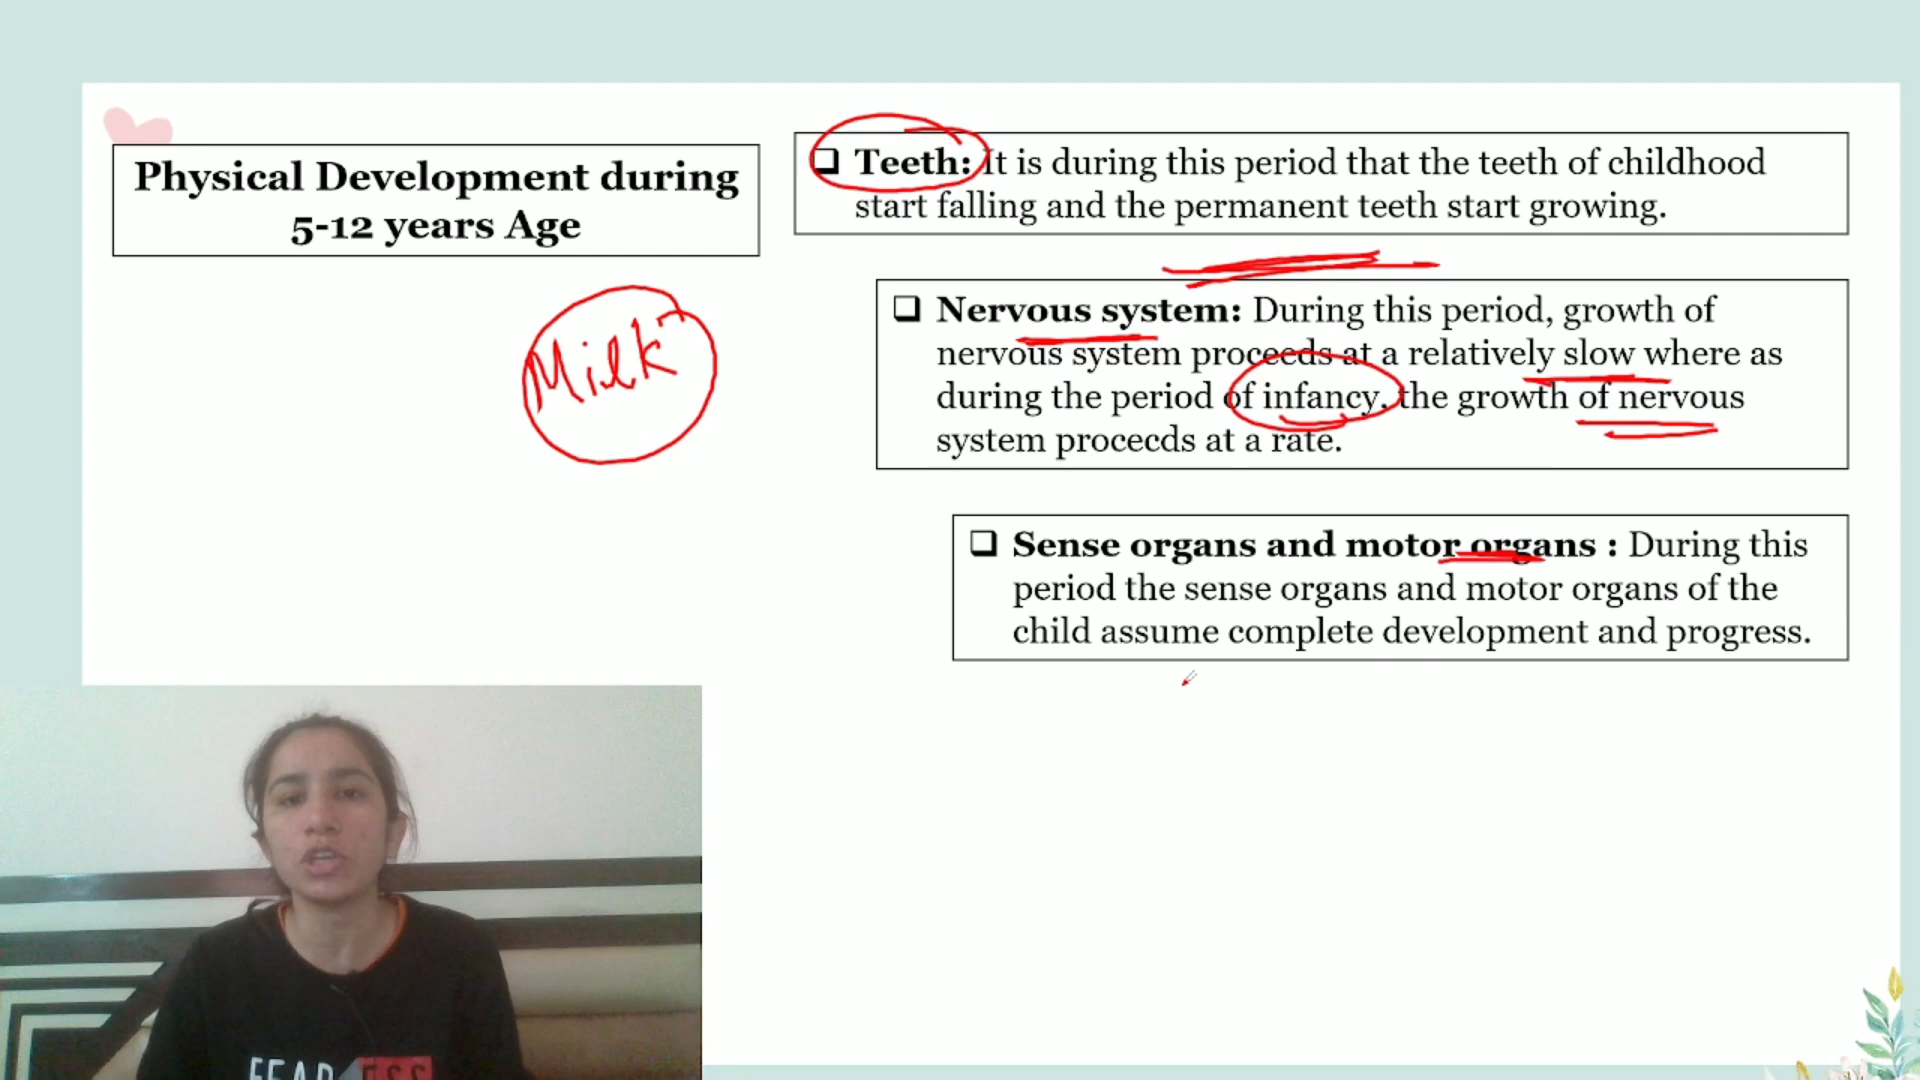 Physical Development during
5-12 years Age
❑ Teeth: It is during this period that the teeth of childhood
start falling and the permanent teeth start growing.
Milk
❑ Nervous system: During this period, growth of
nervous system proceeds at a relatively slow where as
during the period of infancy, the growth of nervous
system procecds at a rate.
❑ Sense organs and motor organs : During this
period the sense organs and motor organs of the
child assume complete development and progress.
FEARLESS